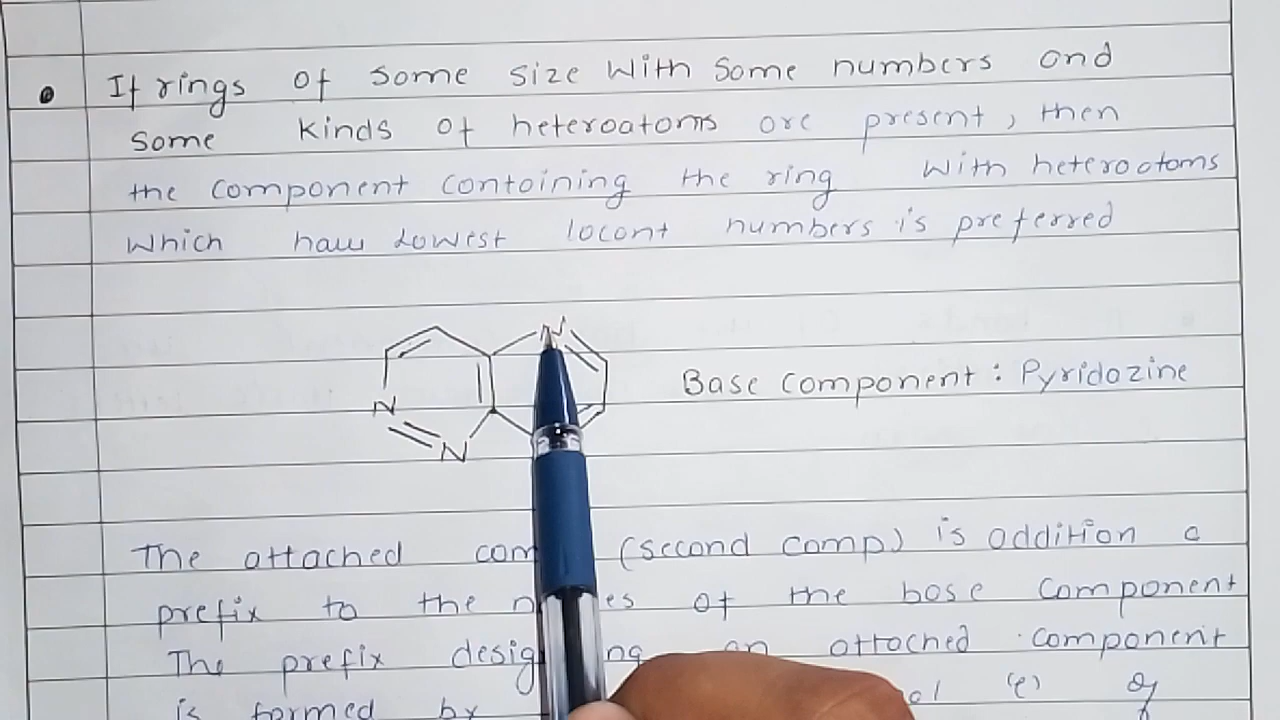 If rings of some size with some numbers and
some kinds of heteroatoms are present, then
the component containing the ring with heteroatoms
which have lowest locant numbers is preferred
N
N
N
Base component : Pyridazine
The attached com (second comp) is addition a
prefix to the n es of the base component
The prefix desig ng an attached component
is formed by (e) of